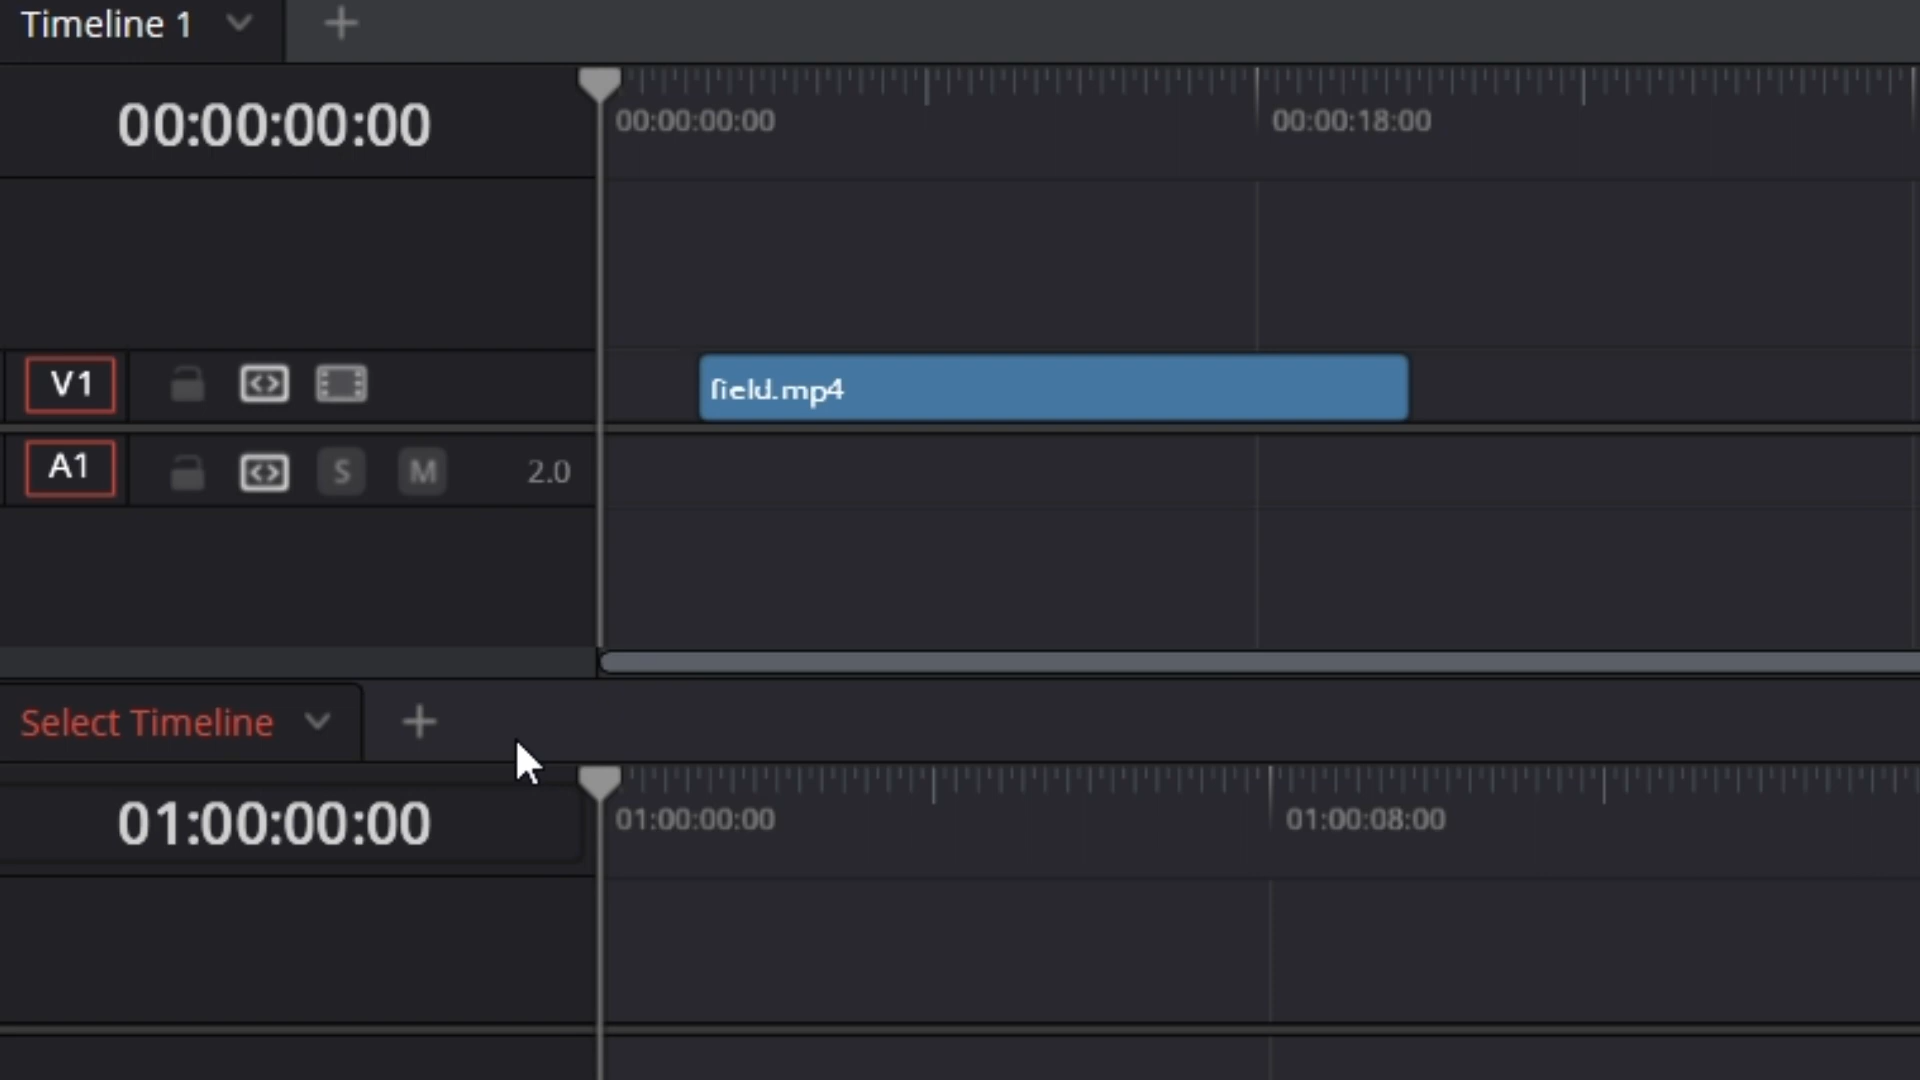 Timeline 1
00:00:00:00
00:00:00:00
00:00:18:00
V1
field.mp4
A1
S
M
2.0
Select Timeline
01:00:00:00
01:00:00:00
01:00:08:00